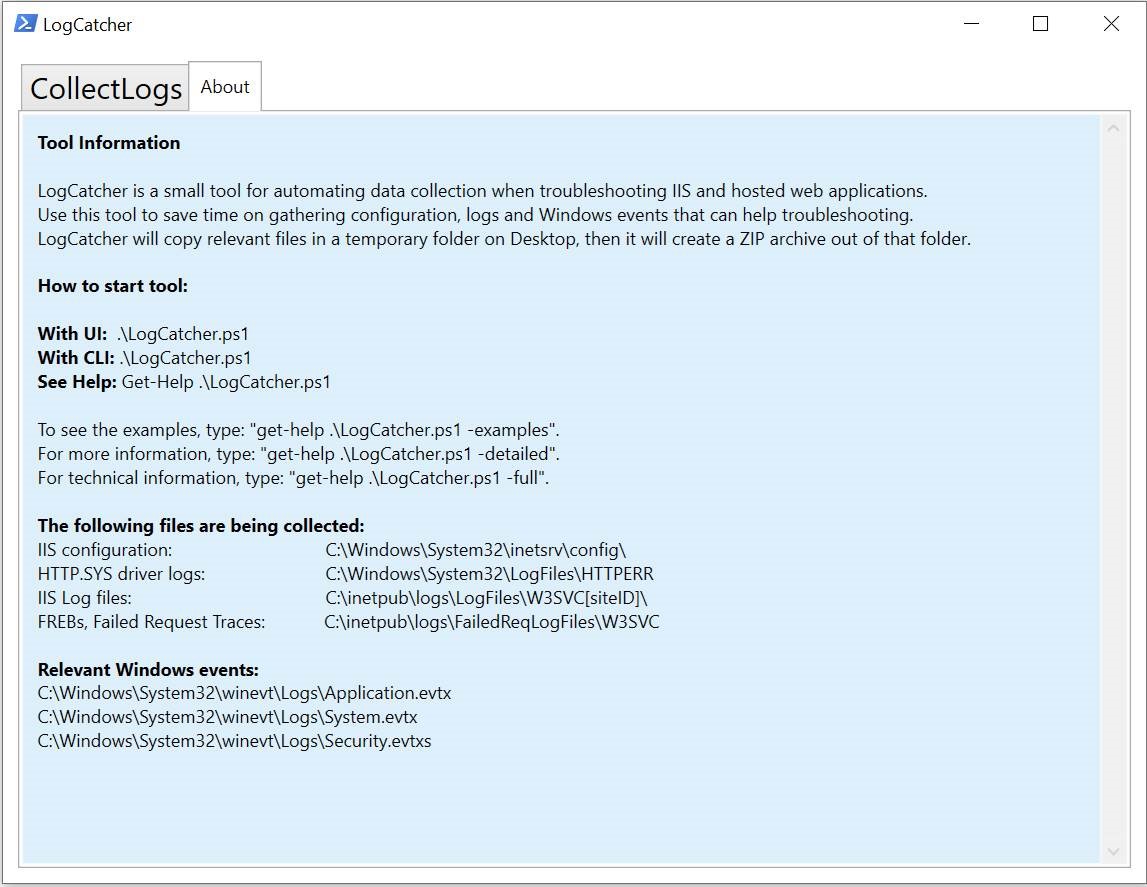 LogCatcher
CollectLogs
About
Tool Information
LogCatcher is a small tool for automating data collection when troubleshooting IIS and hosted web applications.
Use this tool to save time on gathering configuration, logs and Windows events that can help troubleshooting.
LogCatcher will copy relevant files in a temporary folder on Desktop, then it will create a ZIP archive out of that folder.
How to start tool:
With UI:  .\LogCatcher.ps1
With CLI: .\LogCatcher.ps1
See Help: Get-Help .\LogCatcher.ps1
To see the examples, type: "get-help .\LogCatcher.ps1 -examples".
For more information, type: "get-help .\LogCatcher.ps1 -detailed".
For technical information, type: "get-help .\LogCatcher.ps1 -full".
The following files are being collected:
IIS configuration: C:\Windows\System32\inetsrv\config\
HTTP.SYS driver logs: C:\Windows\System32\LogFiles\HTTPERR
IIS Log files: C:\inetpub\logs\LogFiles\W3SVC[siteID]\
FREBs, Failed Request Traces: C:\inetpub\logs\FailedReqLogFiles\W3SVC
Relevant Windows events:
C:\Windows\System32\winevt\Logs\Application.evtx
C:\Windows\System32\winevt\Logs\System.evtx
C:\Windows\System32\winevt\Logs\Security.evtxs